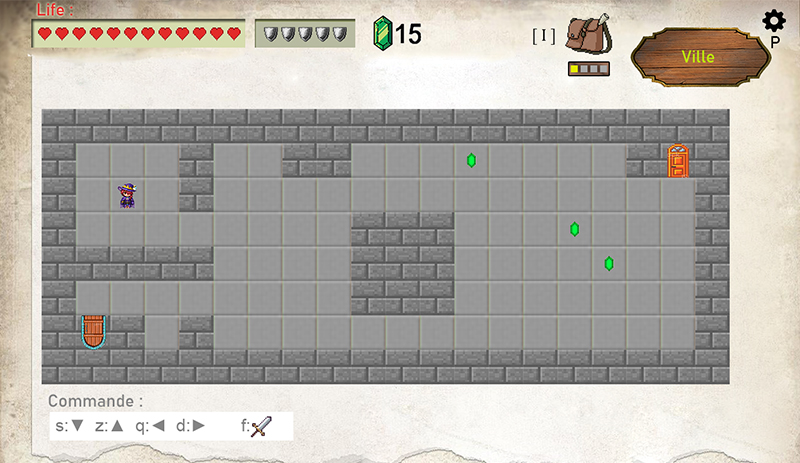 Life :
15
[ I ]
P
Ville
Commande :
s:▼ z:▲ q:◀ d:▶ f: